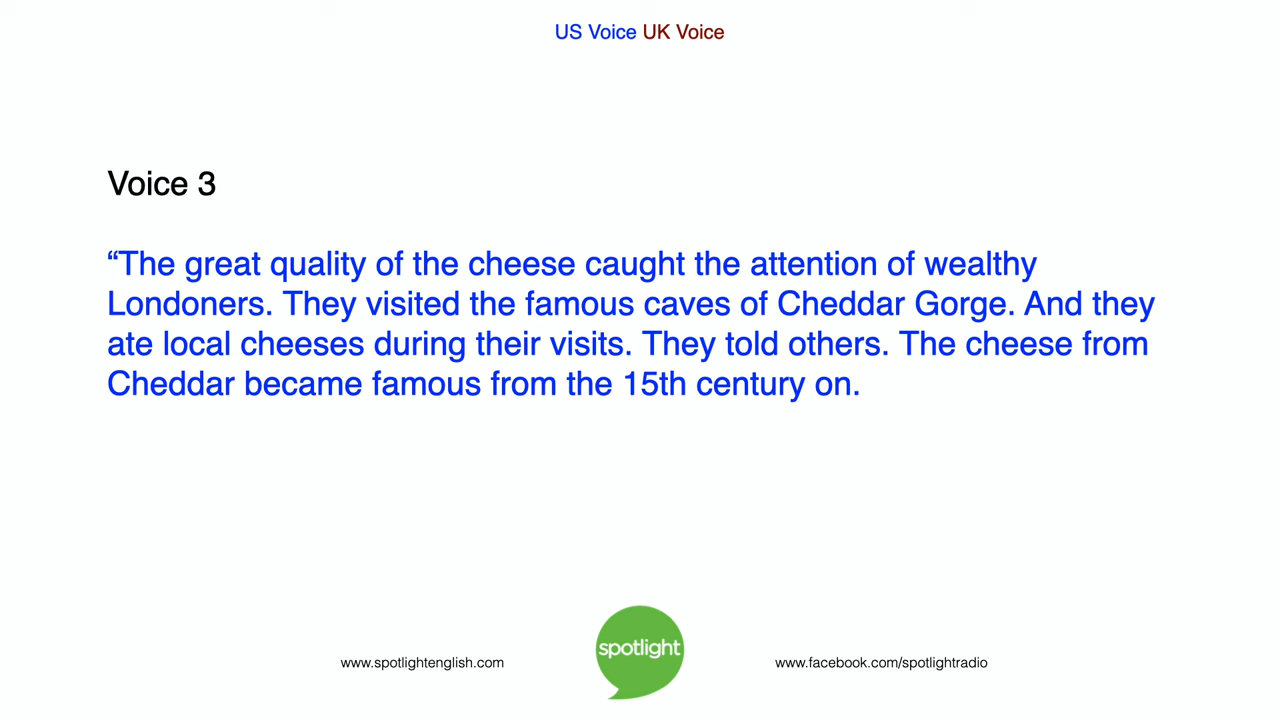 US Voice UK Voice
Voice 3
“The great quality of the cheese caught the attention of wealthy
Londoners. They visited the famous caves of Cheddar Gorge. And they
ate local cheeses during their visits. They told others. The cheese from
Cheddar became famous from the 15th century on.
www.spotlightenglish.com
spotlight
www.facebook.com/spotlightradio